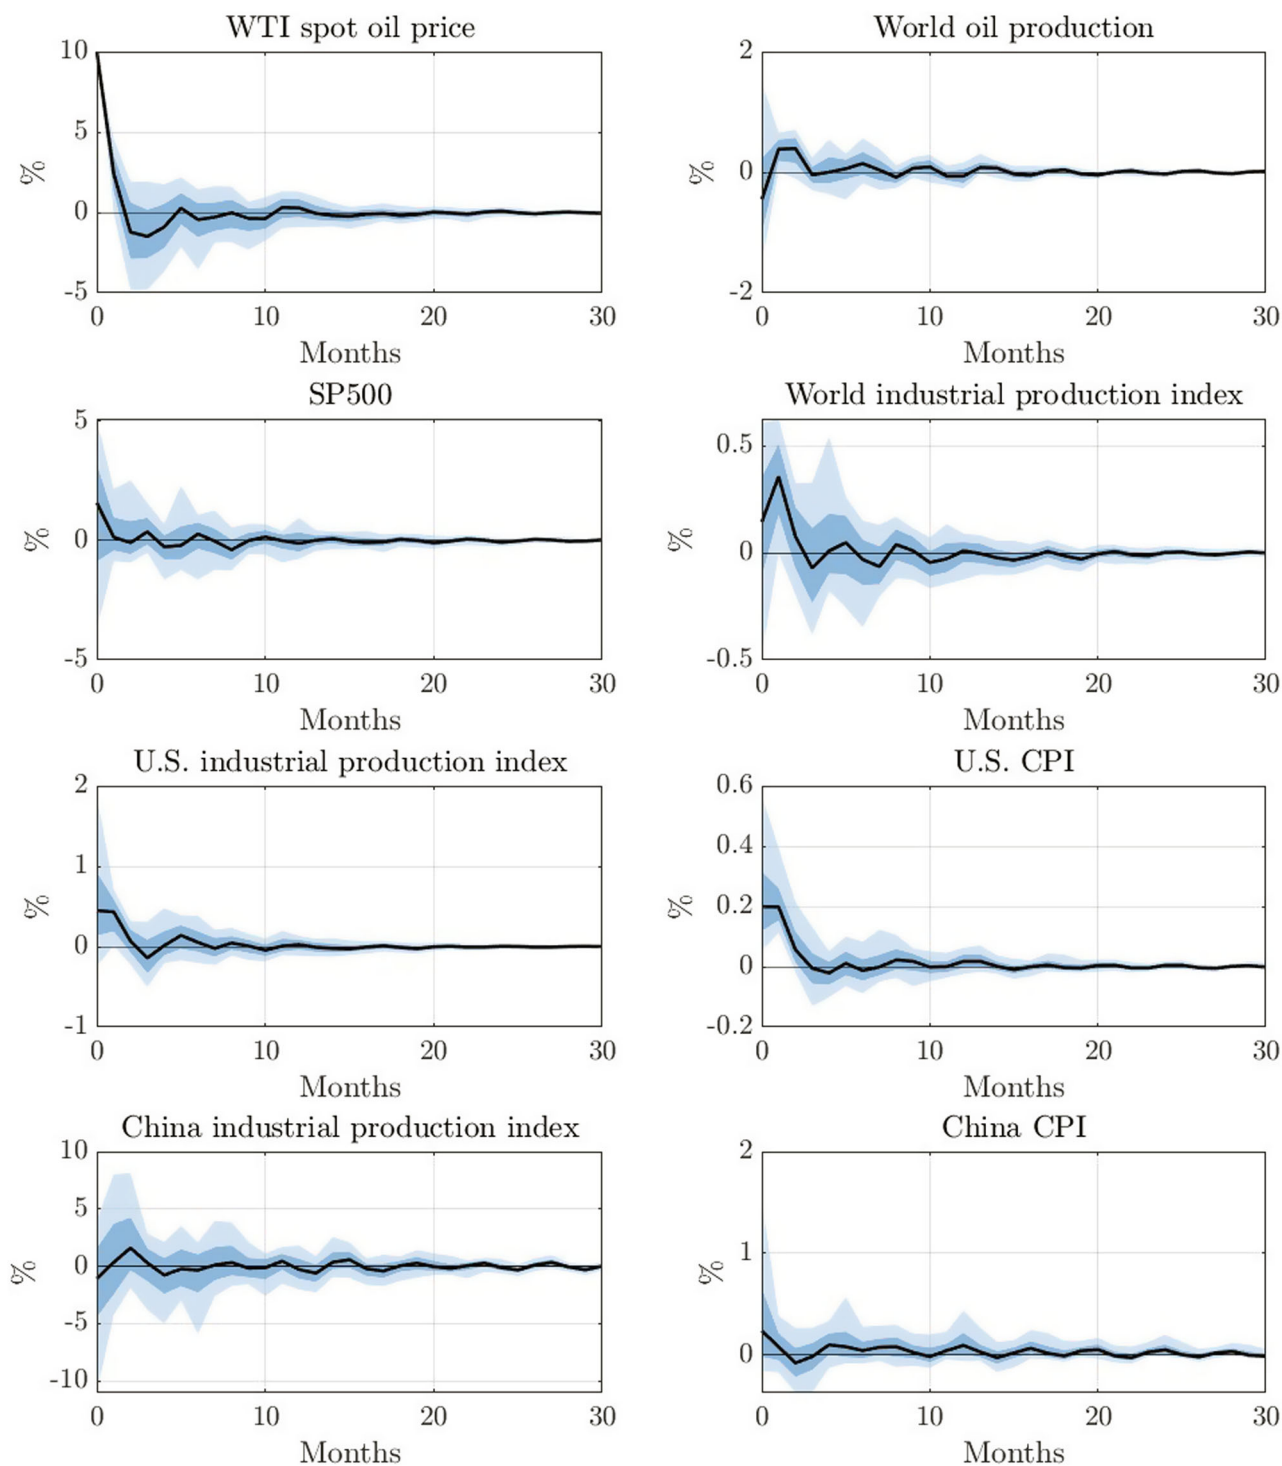 WTI spot oil price
10
5
0
-5
%
0 10 20 30
Months
World oil production
2
0
-2
%
0 10 20 30
Months
SP500
5
0
-5
%
0 10 20 30
Months
World industrial production index
0.5
0
-0.5
%
0 10 20 30
Months
U.S. industrial production index
2
1
0
-1
%
0 10 20 30
Months
U.S. CPI
0.6
0.4
0.2
0
-0.2
%
0 10 20 30
Months
China industrial production index
10
5
0
-5
-10
%
0 10 20 30
Months
China CPI
2
1
0
%
0 10 20 30
Months